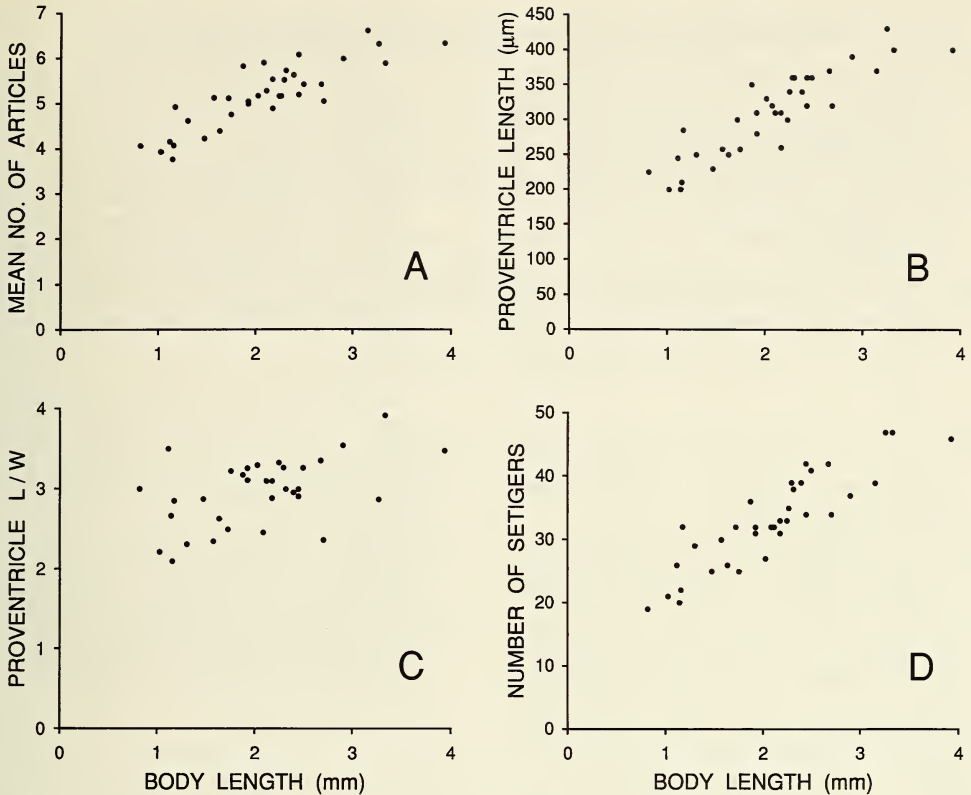 MEAN NO. OF ARTICLES
7
6
5
4
3
2
1
0
0 1 2 3 4
A
PROVENTRICLE LENGTH (µm)
450
400
350
300
250
200
150
100
50
0
0 1 2 3 4
B
PROVENTRICLE L/W
4
3
2
1
0
0 1 2 3 4
C
BODY LENGTH (mm)
NUMBER OF SETIGERS
50
40
30
20
10
0
0 1 2 3 4
D
BODY LENGTH (mm)